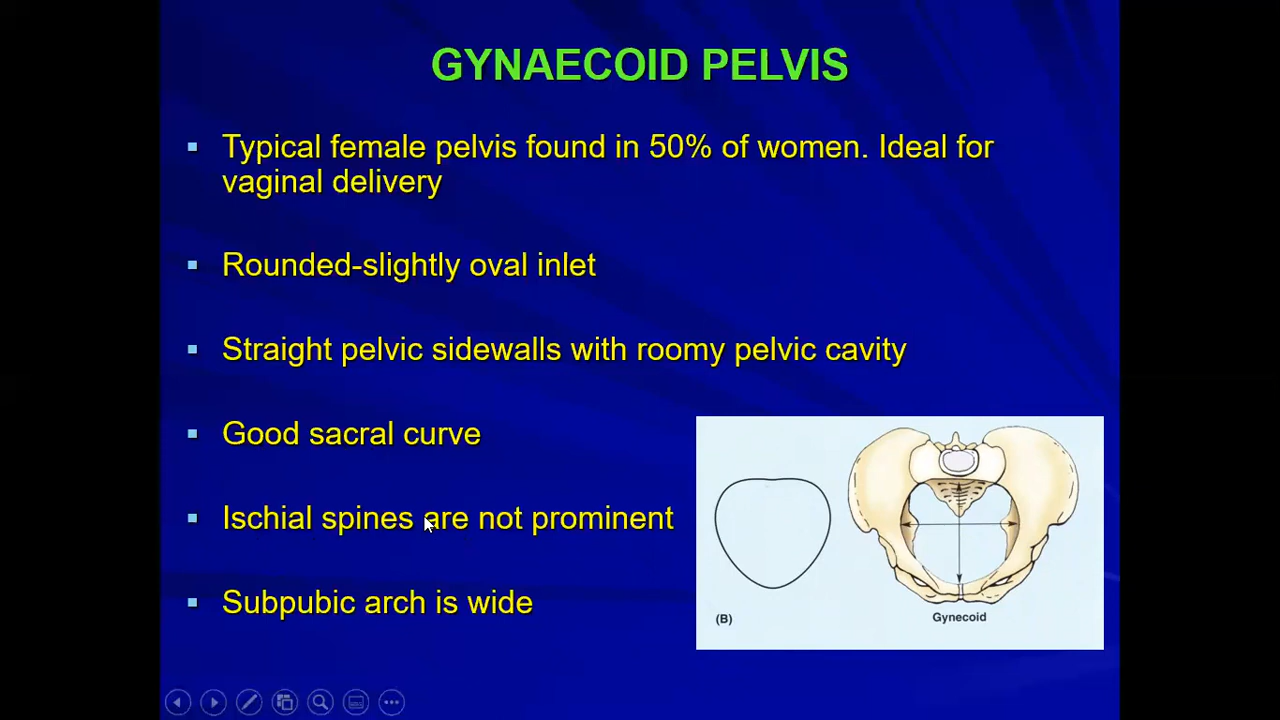 GYNAECOID PELVIS
Typical female pelvis found in 50% of women. Ideal for
vaginal delivery
Rounded-slightly oval inlet
Straight pelvic sidewalls with roomy pelvic cavity
Good sacral curve
Ischial spines are not prominent
Subpubic arch is wide
(B)
Gynecoid